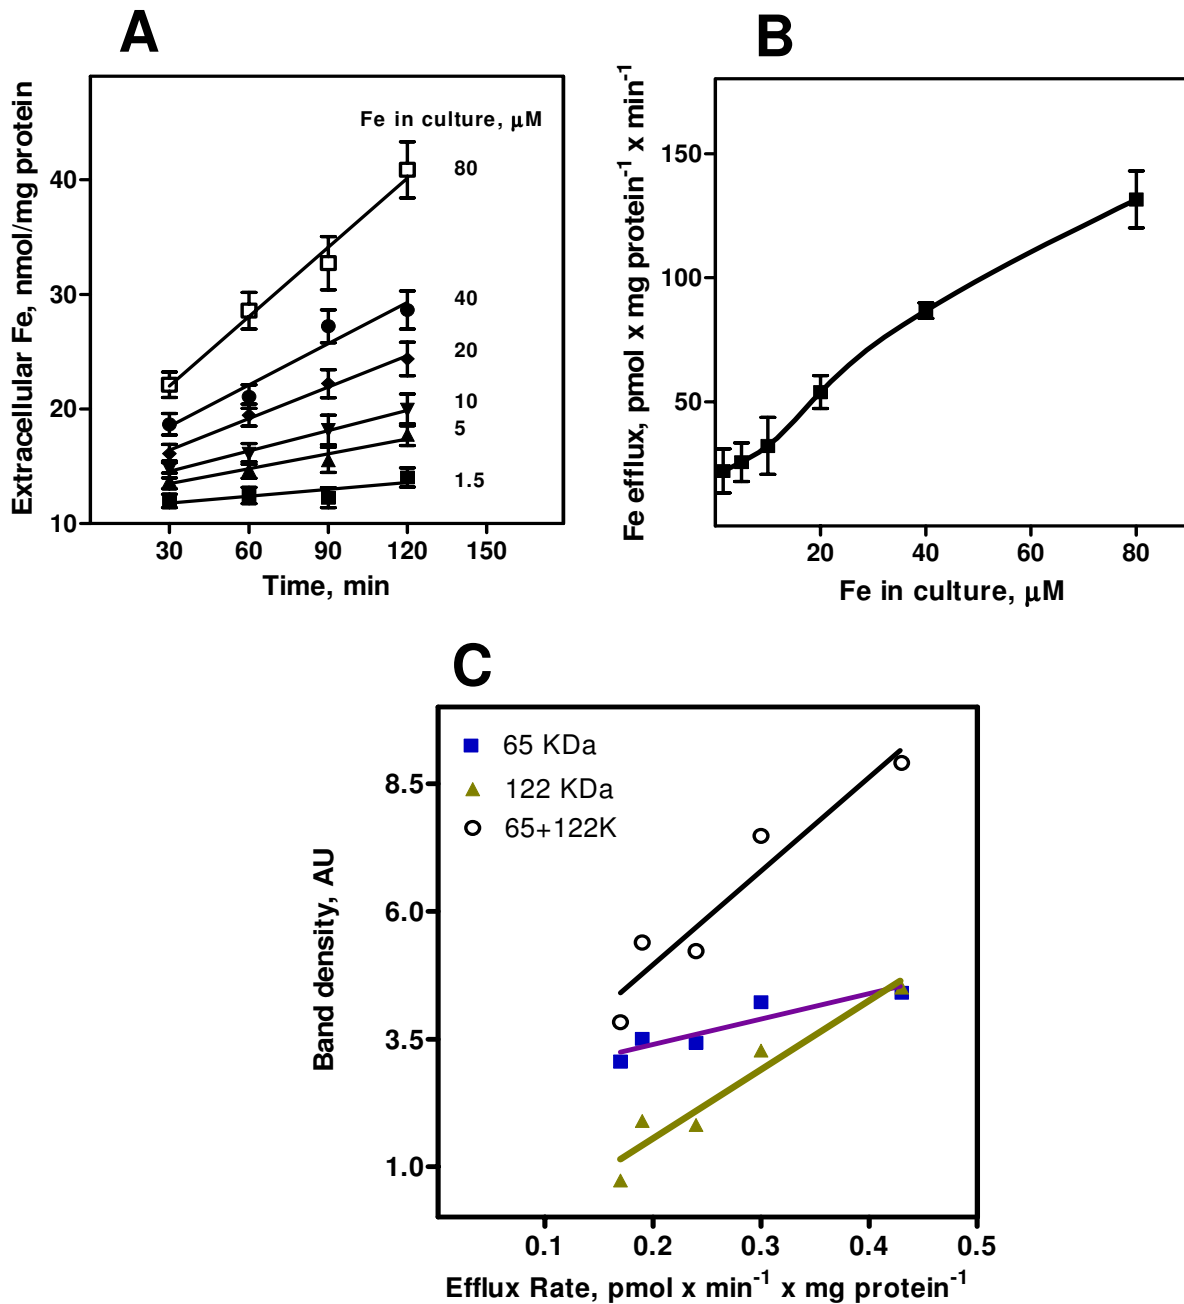 A
Extracellular Fe, nmol/mg protein
Fe in culture, μM
80
40
20
10
5
1.5
40
30
20
10
30
60
90
120
150
Time, min
B
Fe efflux, pmol x mg protein⁻¹ x min⁻¹
150
100
50
20
40
60
80
Fe in culture, μM
C
65 KDa
122 KDa
65+122K
Band density, AU
8.5
6.0
3.5
1.0
0.1
0.2
0.3
0.4
0.5
Efflux Rate, pmol x min⁻¹ x mg protein⁻¹